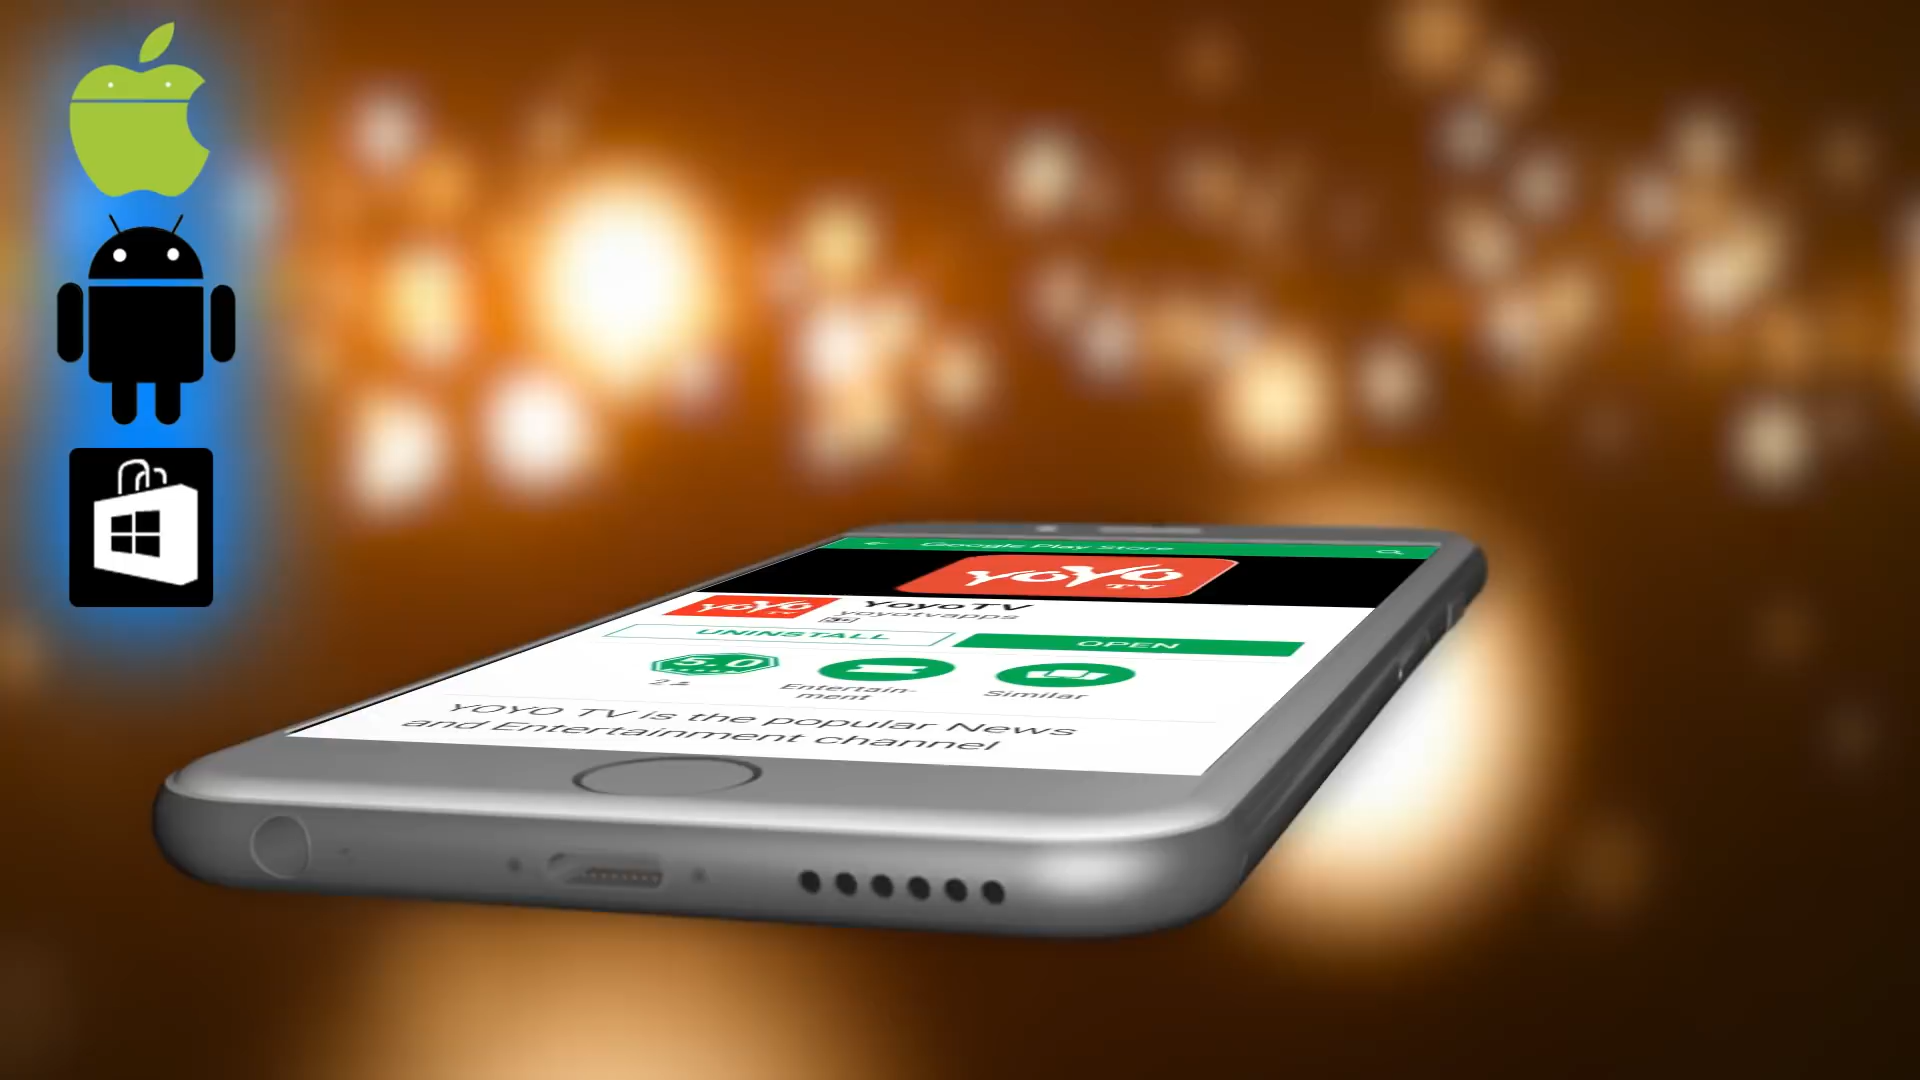 Google Play Store
YOYO
TV
YOYO
TV
YoyoTV
yoyotvapps
3+
UNINSTALL
OPEN
5.0
Entertain-
ment
Similar
YOYO TV is the popular News
and Entertainment channel